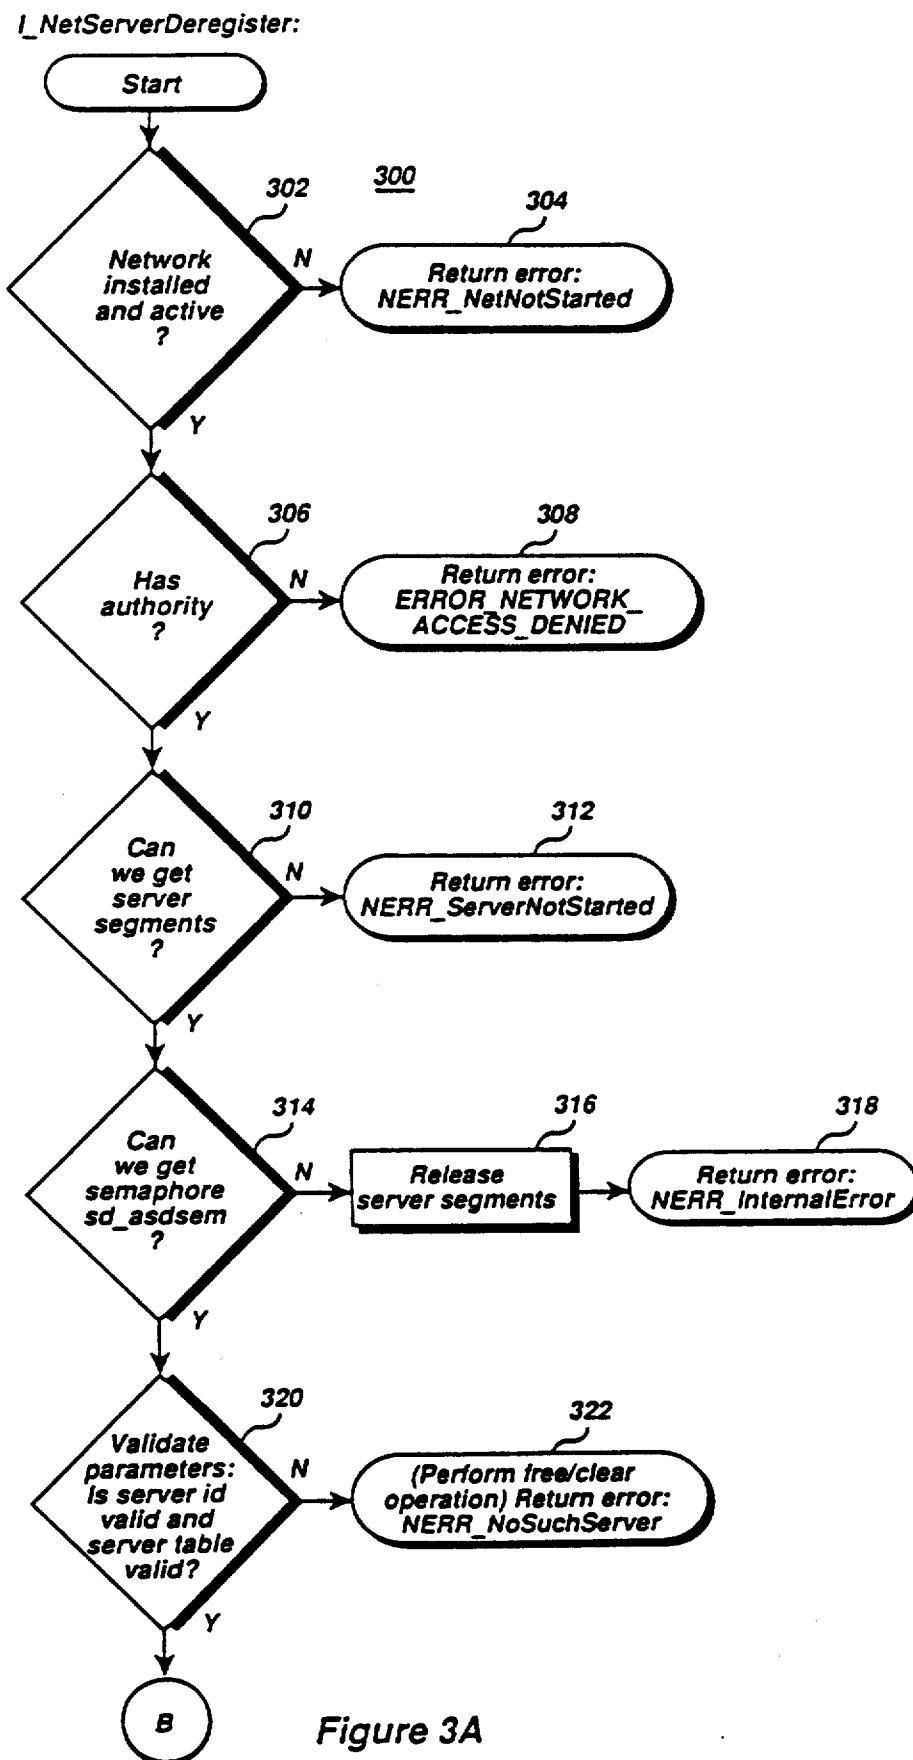 I_NetServerDeregister:
Start
302
300
304
Network
installed
and active
?
N
Return error:
NERR_NetNotStarted
Y
306
308
Has
authority
?
N
Return error:
ERROR_NETWORK_
ACCESS_DENIED
Y
310
312
Can
we get
server
segments
?
N
Return error:
NERR_ServerNotStarted
Y
314
316
318
Can
we get
semaphore
sd_asdsem
?
N
Release
server segments
Return error:
NERR_InternalError
Y
320
322
Validate
parameters:
Is server id
valid and
server table
valid?
N
(Perform free/clear
operation) Return error:
NERR_NoSuchServer
Y
B
Figure 3A